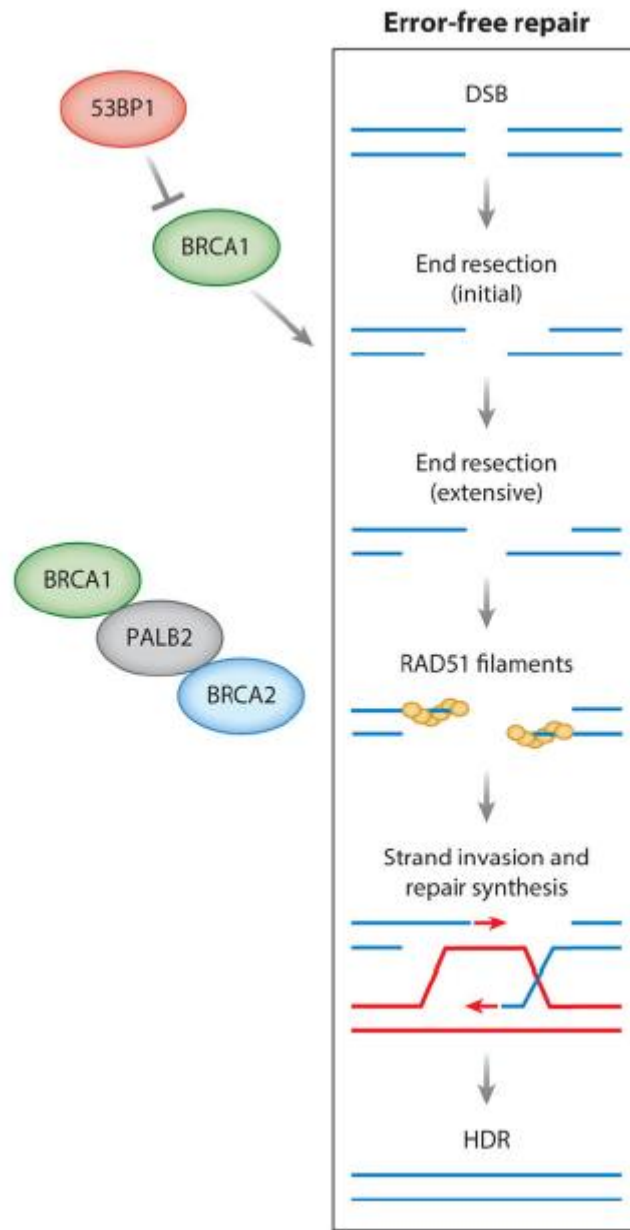 Error-free repair
53BP1
DSB
BRCA1
End resection
(initial)
End resection
(extensive)
BRCA1
PALB2
BRCA2
RAD51 filaments
Strand invasion and
repair synthesis
HDR